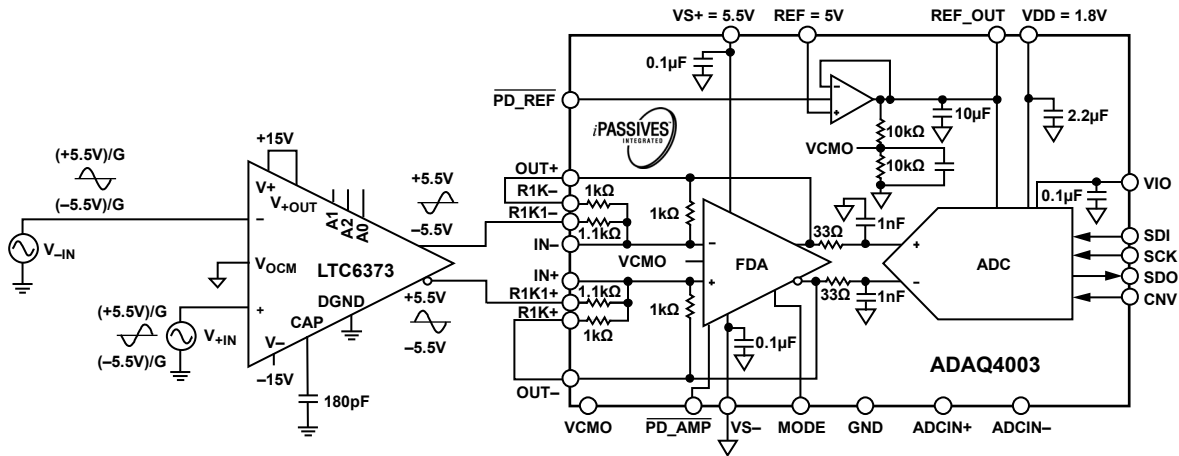 VS+ = 5.5V
REF = 5V
REF_OUT
VDD = 1.8V
0.1µF
PD_REF
iPASSIVES™
INTEGRATED
10kΩ
10µF
2.2µF
VCMO
10kΩ
+15V
(+5.5V)/G
(–5.5V)/G
V+
V+OUT
A1
A2
A0
+5.5V
–5.5V
OUT+
R1K–
R1K1–
IN–
1kΩ
1.1kΩ
1kΩ
VCMO
–
V–IN
VOCM
LTC6373
DGND
+
CAP
V–
–15V
180pF
(+5.5V)/G
(–5.5V)/G
V+IN
+5.5V
–5.5V
IN+
R1K1+
R1K+
OUT–
1.1kΩ
1kΩ
1kΩ
–
FDA
+
33Ω
1nF
33Ω
1nF
0.1µF
+
ADC
–
0.1µF
VIO
SDI
SCK
SDO
CNV
ADAQ4003
VCMO
PD_AMP
VS–
MODE
GND
ADCIN+
ADCIN–